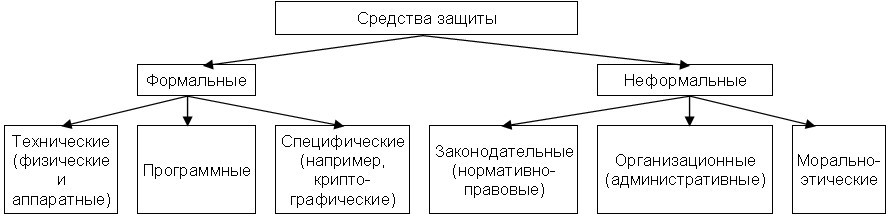 Средства защиты
Формальные
Неформальные
Технические
(физические
и
аппаратные)
Программные
Специфические
(например,
крипто-
графические)
Законодательные
(нормативно-
правовые)
Организационные
(административные)
Морально-
этические